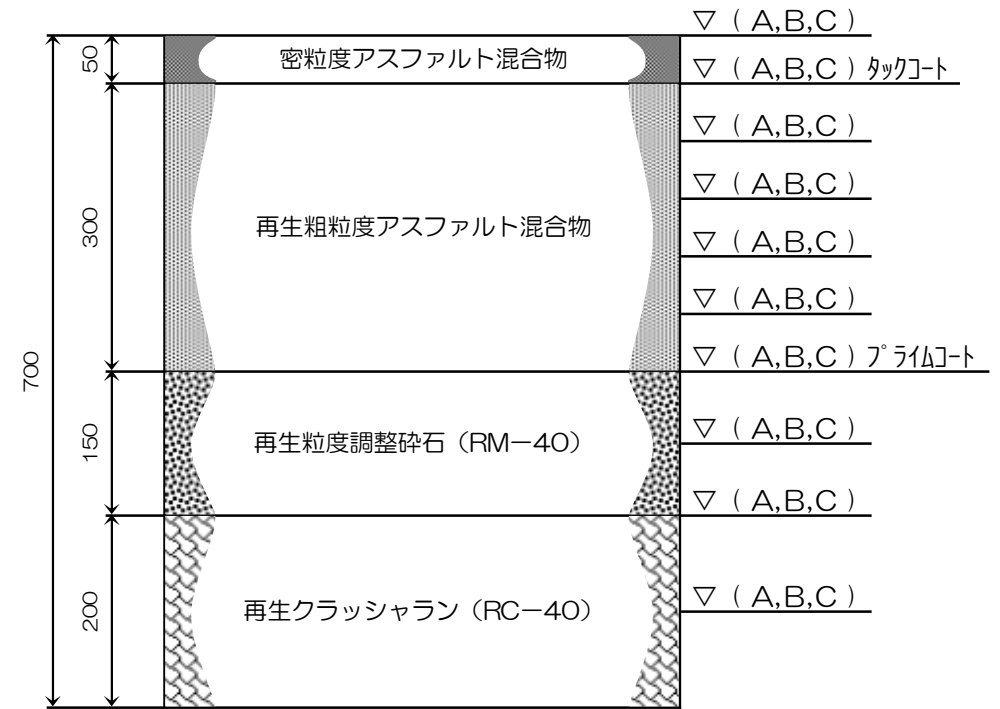 ▽ ( A,B,C )
50
密粒度アスファルト混合物
▽ ( A,B,C ) ﾀｯｸｺｰﾄ
▽ ( A,B,C )
▽ ( A,B,C )
300
再生粗粒度アスファルト混合物
▽ ( A,B,C )
▽ ( A,B,C )
▽ ( A,B,C ) ﾌﾟﾗｲﾑｺｰﾄ
700
150
再生粒度調整砕石（RM－40）
▽ ( A,B,C )
▽ ( A,B,C )
200
再生クラッシャラン（RC－40）
▽ ( A,B,C )